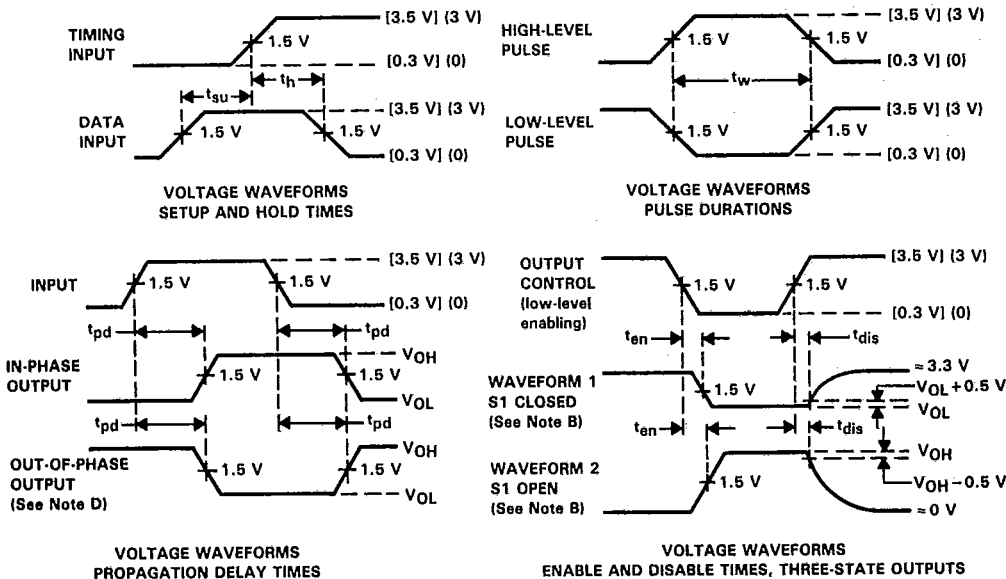 TIMING
INPUT
1.5 V
[3.5 V] (3 V)
[0.3 V] (0)
th
tsu
DATA
INPUT
1.5 V
1.5 V
[3.5 V] (3 V)
[0.3 V] (0)
VOLTAGE WAVEFORMS
SETUP AND HOLD TIMES
HIGH-LEVEL
PULSE
1.5 V
1.5 V
[3.5 V] (3 V)
[0.3 V] (0)
tw
LOW-LEVEL
PULSE
1.5 V
1.5 V
[3.5 V] (3 V)
[0.3 V] (0)
VOLTAGE WAVEFORMS
PULSE DURATIONS
INPUT
1.5 V
1.5 V
[3.5 V] (3 V)
[0.3 V] (0)
tpd
tpd
IN-PHASE
OUTPUT
1.5 V
1.5 V
VOH
VOL
tpd
tpd
OUT-OF-PHASE
OUTPUT
(See Note D)
1.5 V
1.5 V
VOH
VOL
VOLTAGE WAVEFORMS
PROPAGATION DELAY TIMES
OUTPUT
CONTROL
(low-level
enabling)
1.5 V
1.5 V
[3.5 V] (3 V)
[0.3 V] (0)
ten
tdis
WAVEFORM 1
S1 CLOSED
(See Note B)
1.5 V
≈3.3 V
VOL+0.5 V
VOL
ten
tdis
WAVEFORM 2
S1 OPEN
(See Note B)
1.5 V
VOH
VOH−0.5 V
≈0 V
VOLTAGE WAVEFORMS
ENABLE AND DISABLE TIMES, THREE-STATE OUTPUTS